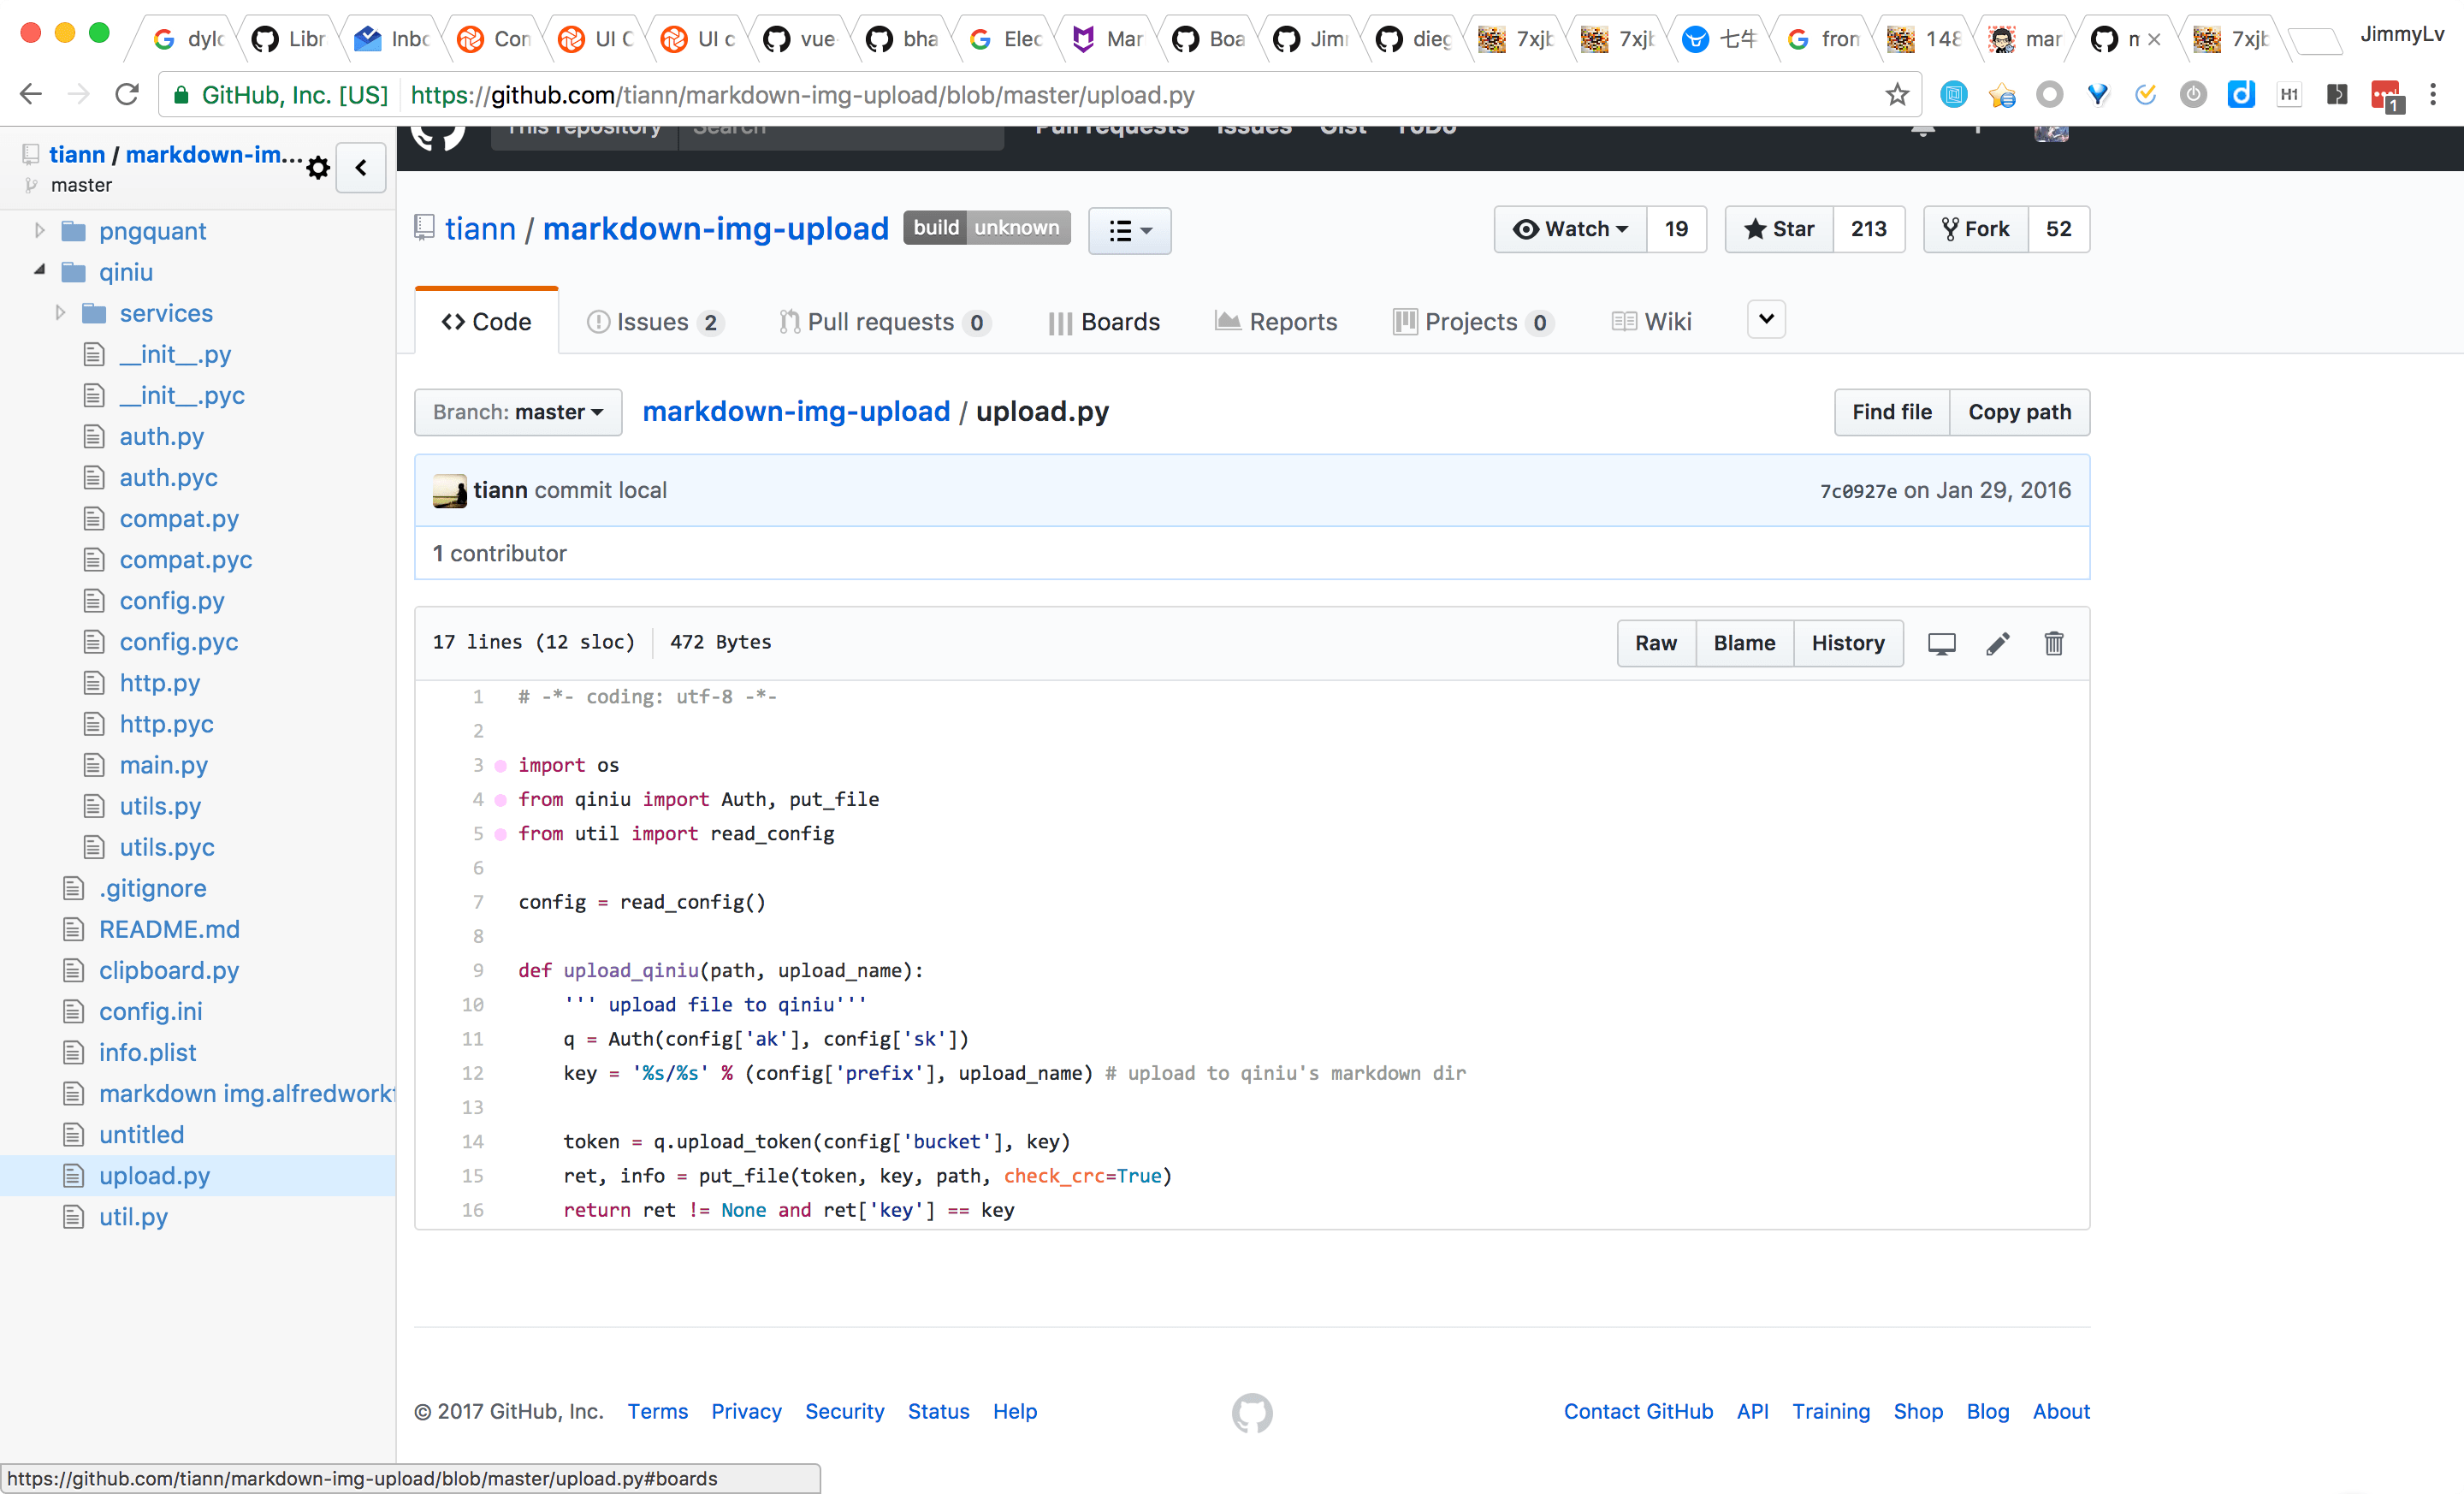 dylc
Libr
Inbc
Con
UI C
UI c
vue-
bha
Elec
Mar
Boa
Jimr
dieg
7xjb
7xjb
七牛
fron
148
mar
7xjb
JimmyLv
GitHub, Inc. [US]
https://github.com/tiann/markdown-img-upload/blob/master/upload.py
H1
1
tiann / markdown-im...
master
pngquant
qiniu
services
__init__.py
__init__.pyc
auth.py
auth.pyc
compat.py
compat.pyc
config.py
config.pyc
http.py
http.pyc
main.py
utils.py
utils.pyc
.gitignore
README.md
clipboard.py
config.ini
info.plist
markdown img.alfredworkf
untitled
upload.py
util.py
This repository Search Pull requests Issues Gist ToDo
tiann / markdown-img-upload build unknown
Watch 19 Star 213 Fork 52
Code Issues 2 Pull requests 0 Boards Reports Projects 0 Wiki
Branch: master markdown-img-upload / upload.py Find file Copy path
tiann commit local 7c0927e on Jan 29, 2016
1 contributor
17 lines (12 sloc) 472 Bytes Raw Blame History
1 # -*- coding: utf-8 -*-
2
3 import os
4 from qiniu import Auth, put_file
5 from util import read_config
6
7 config = read_config()
8
9 def upload_qiniu(path, upload_name):
10     ''' upload file to qiniu'''
11     q = Auth(config['ak'], config['sk'])
12     key = '%s/%s' % (config['prefix'], upload_name) # upload to qiniu's markdown dir
13
14     token = q.upload_token(config['bucket'], key)
15     ret, info = put_file(token, key, path, check_crc=True)
16     return ret != None and ret['key'] == key
© 2017 GitHub, Inc. Terms Privacy Security Status Help
Contact GitHub API Training Shop Blog About
https://github.com/tiann/markdown-img-upload/blob/master/upload.py#boards